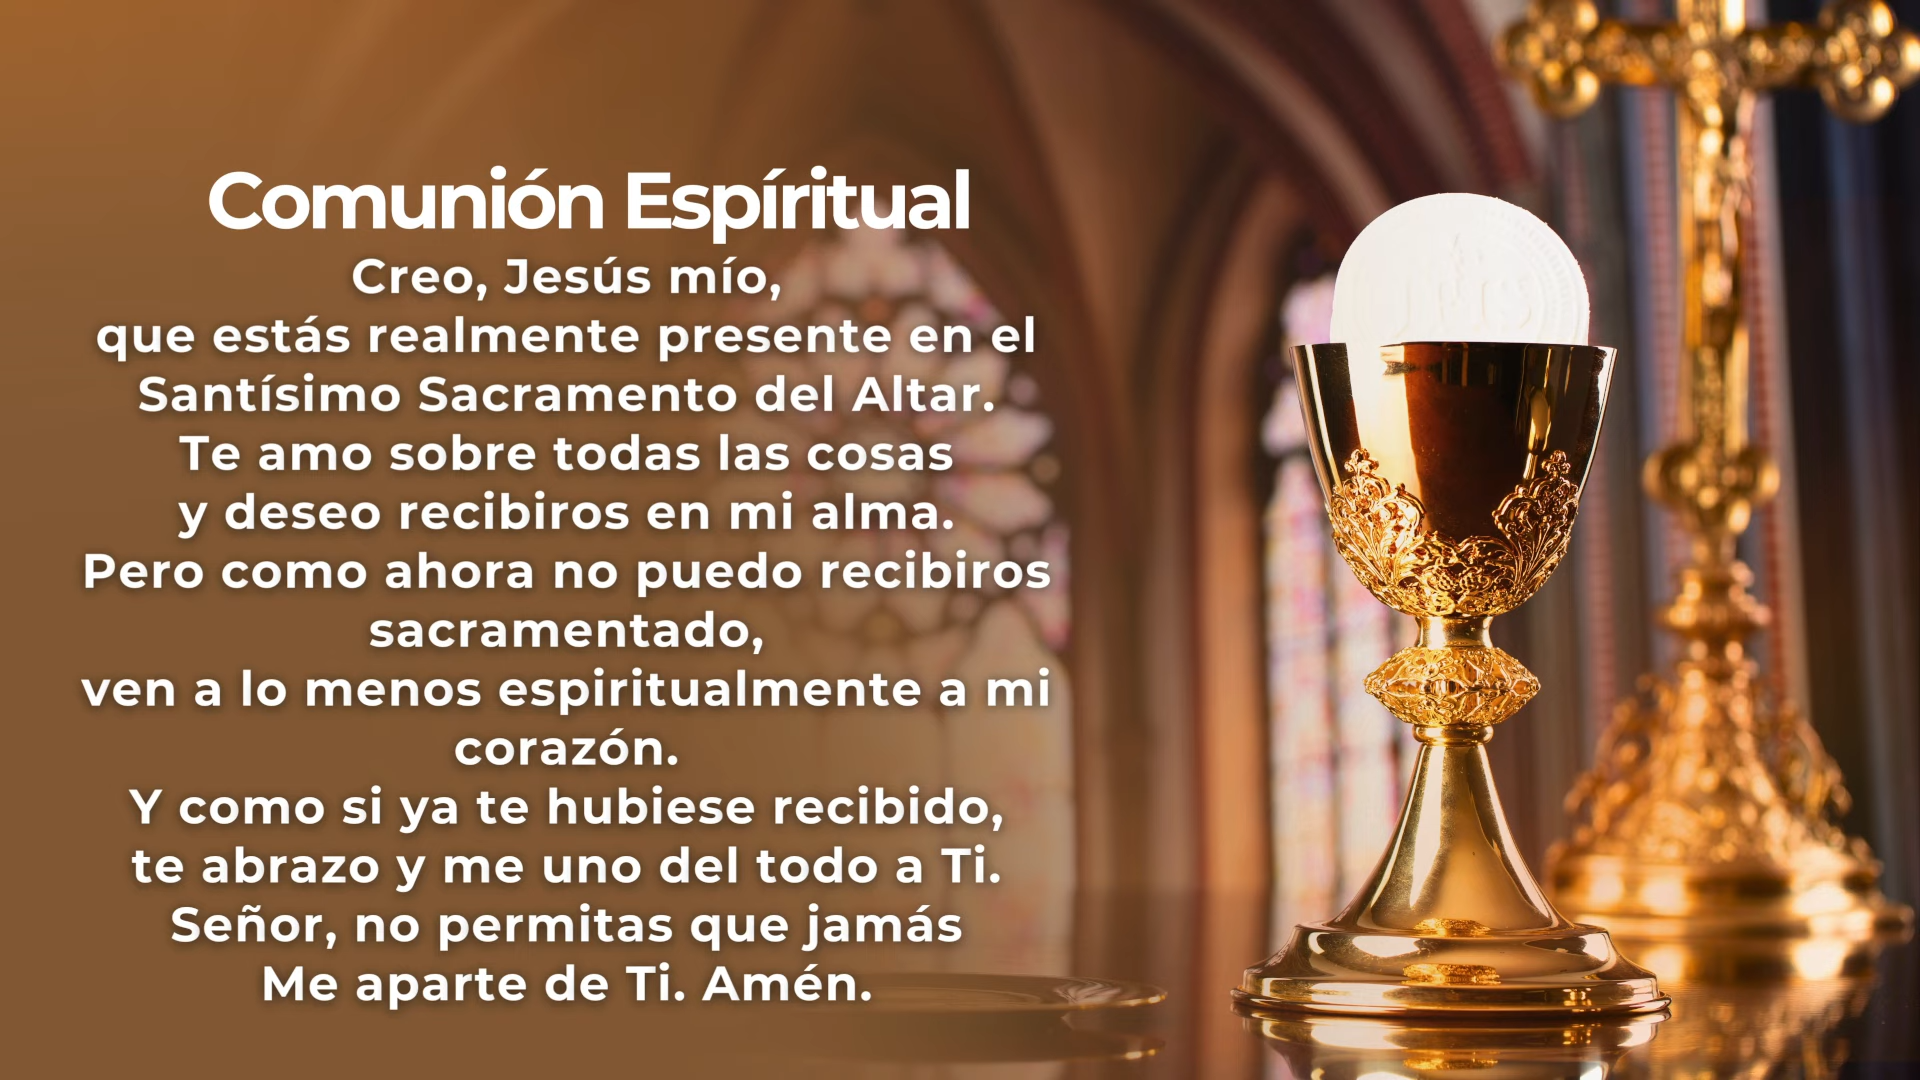 Comunión Espíritual
Creo, Jesús mío,
que estás realmente presente en el
Santísimo Sacramento del Altar.
Te amo sobre todas las cosas
y deseo recibiros en mi alma.
Pero como ahora no puedo recibiros
sacramentado,
ven a lo menos espiritualmente a mi
corazón.
Y como si ya te hubiese recibido,
te abrazo y me uno del todo a Ti.
Señor, no permitas que jamás
Me aparte de Ti. Amén.